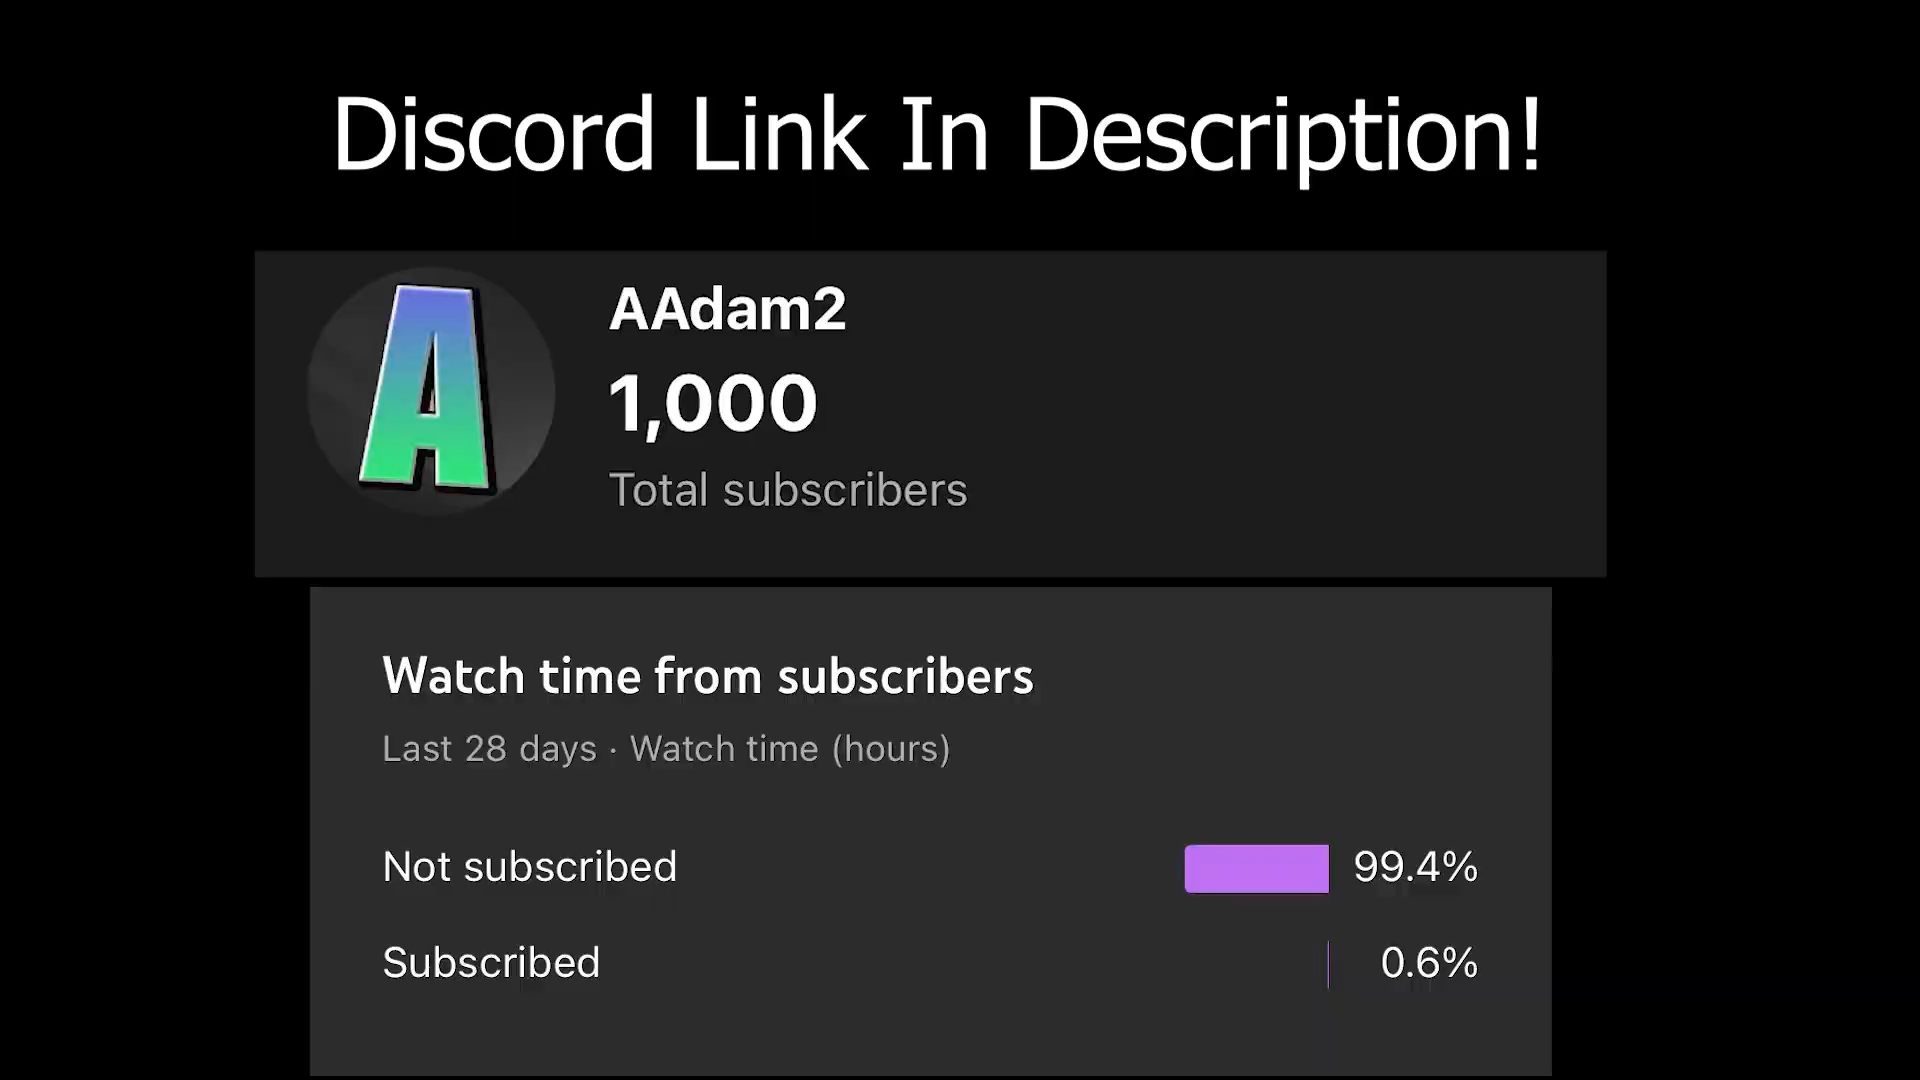 Discord Link In Description!
A
AAdam2
1,000
Total subscribers
Watch time from subscribers
Last 28 days · Watch time (hours)
Not subscribed 99.4%
Subscribed 0.6%